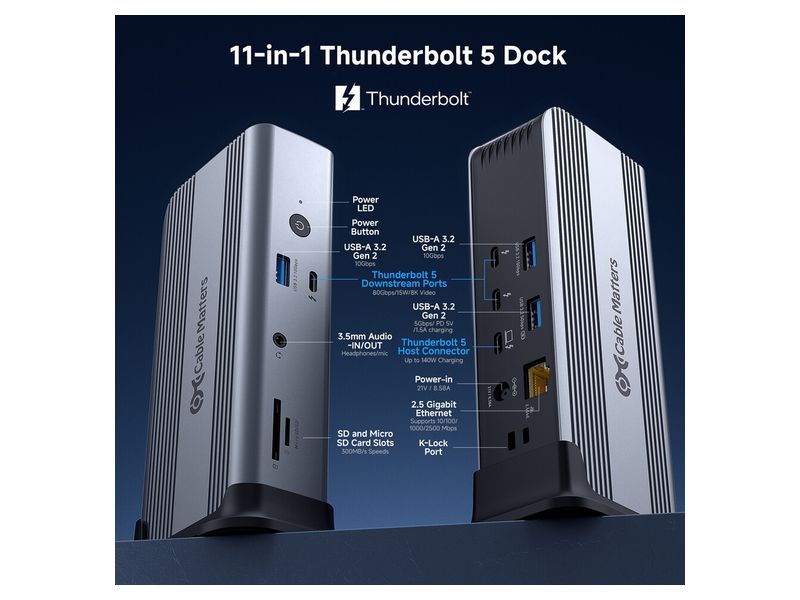 11-in-1 Thunderbolt 5 Dock
Thunderbolt™
Power
LED
Power
Button
USB-A 3.2
Gen 2
10Gbps
Thunderbolt 5
Downstream Ports
80Gbps/15W/8K Video
3.5mm Audio
-IN/OUT
Headphones/mic
SD and Micro
SD Card Slots
300MB/s Speeds
USB-A 3.2
Gen 2
10Gbps
USB-A 3.2
Gen 2
5Gbps/ PD 5V
/1.5A charging
Thunderbolt 5
Host Connector
Up to 140W Charging
Power-in
21V / 8.58A
2.5 Gigabit
Ethernet
Supports 10/100/
1000/2500 Mbps
K-Lock
Port
Cable Matters
Cable Matters